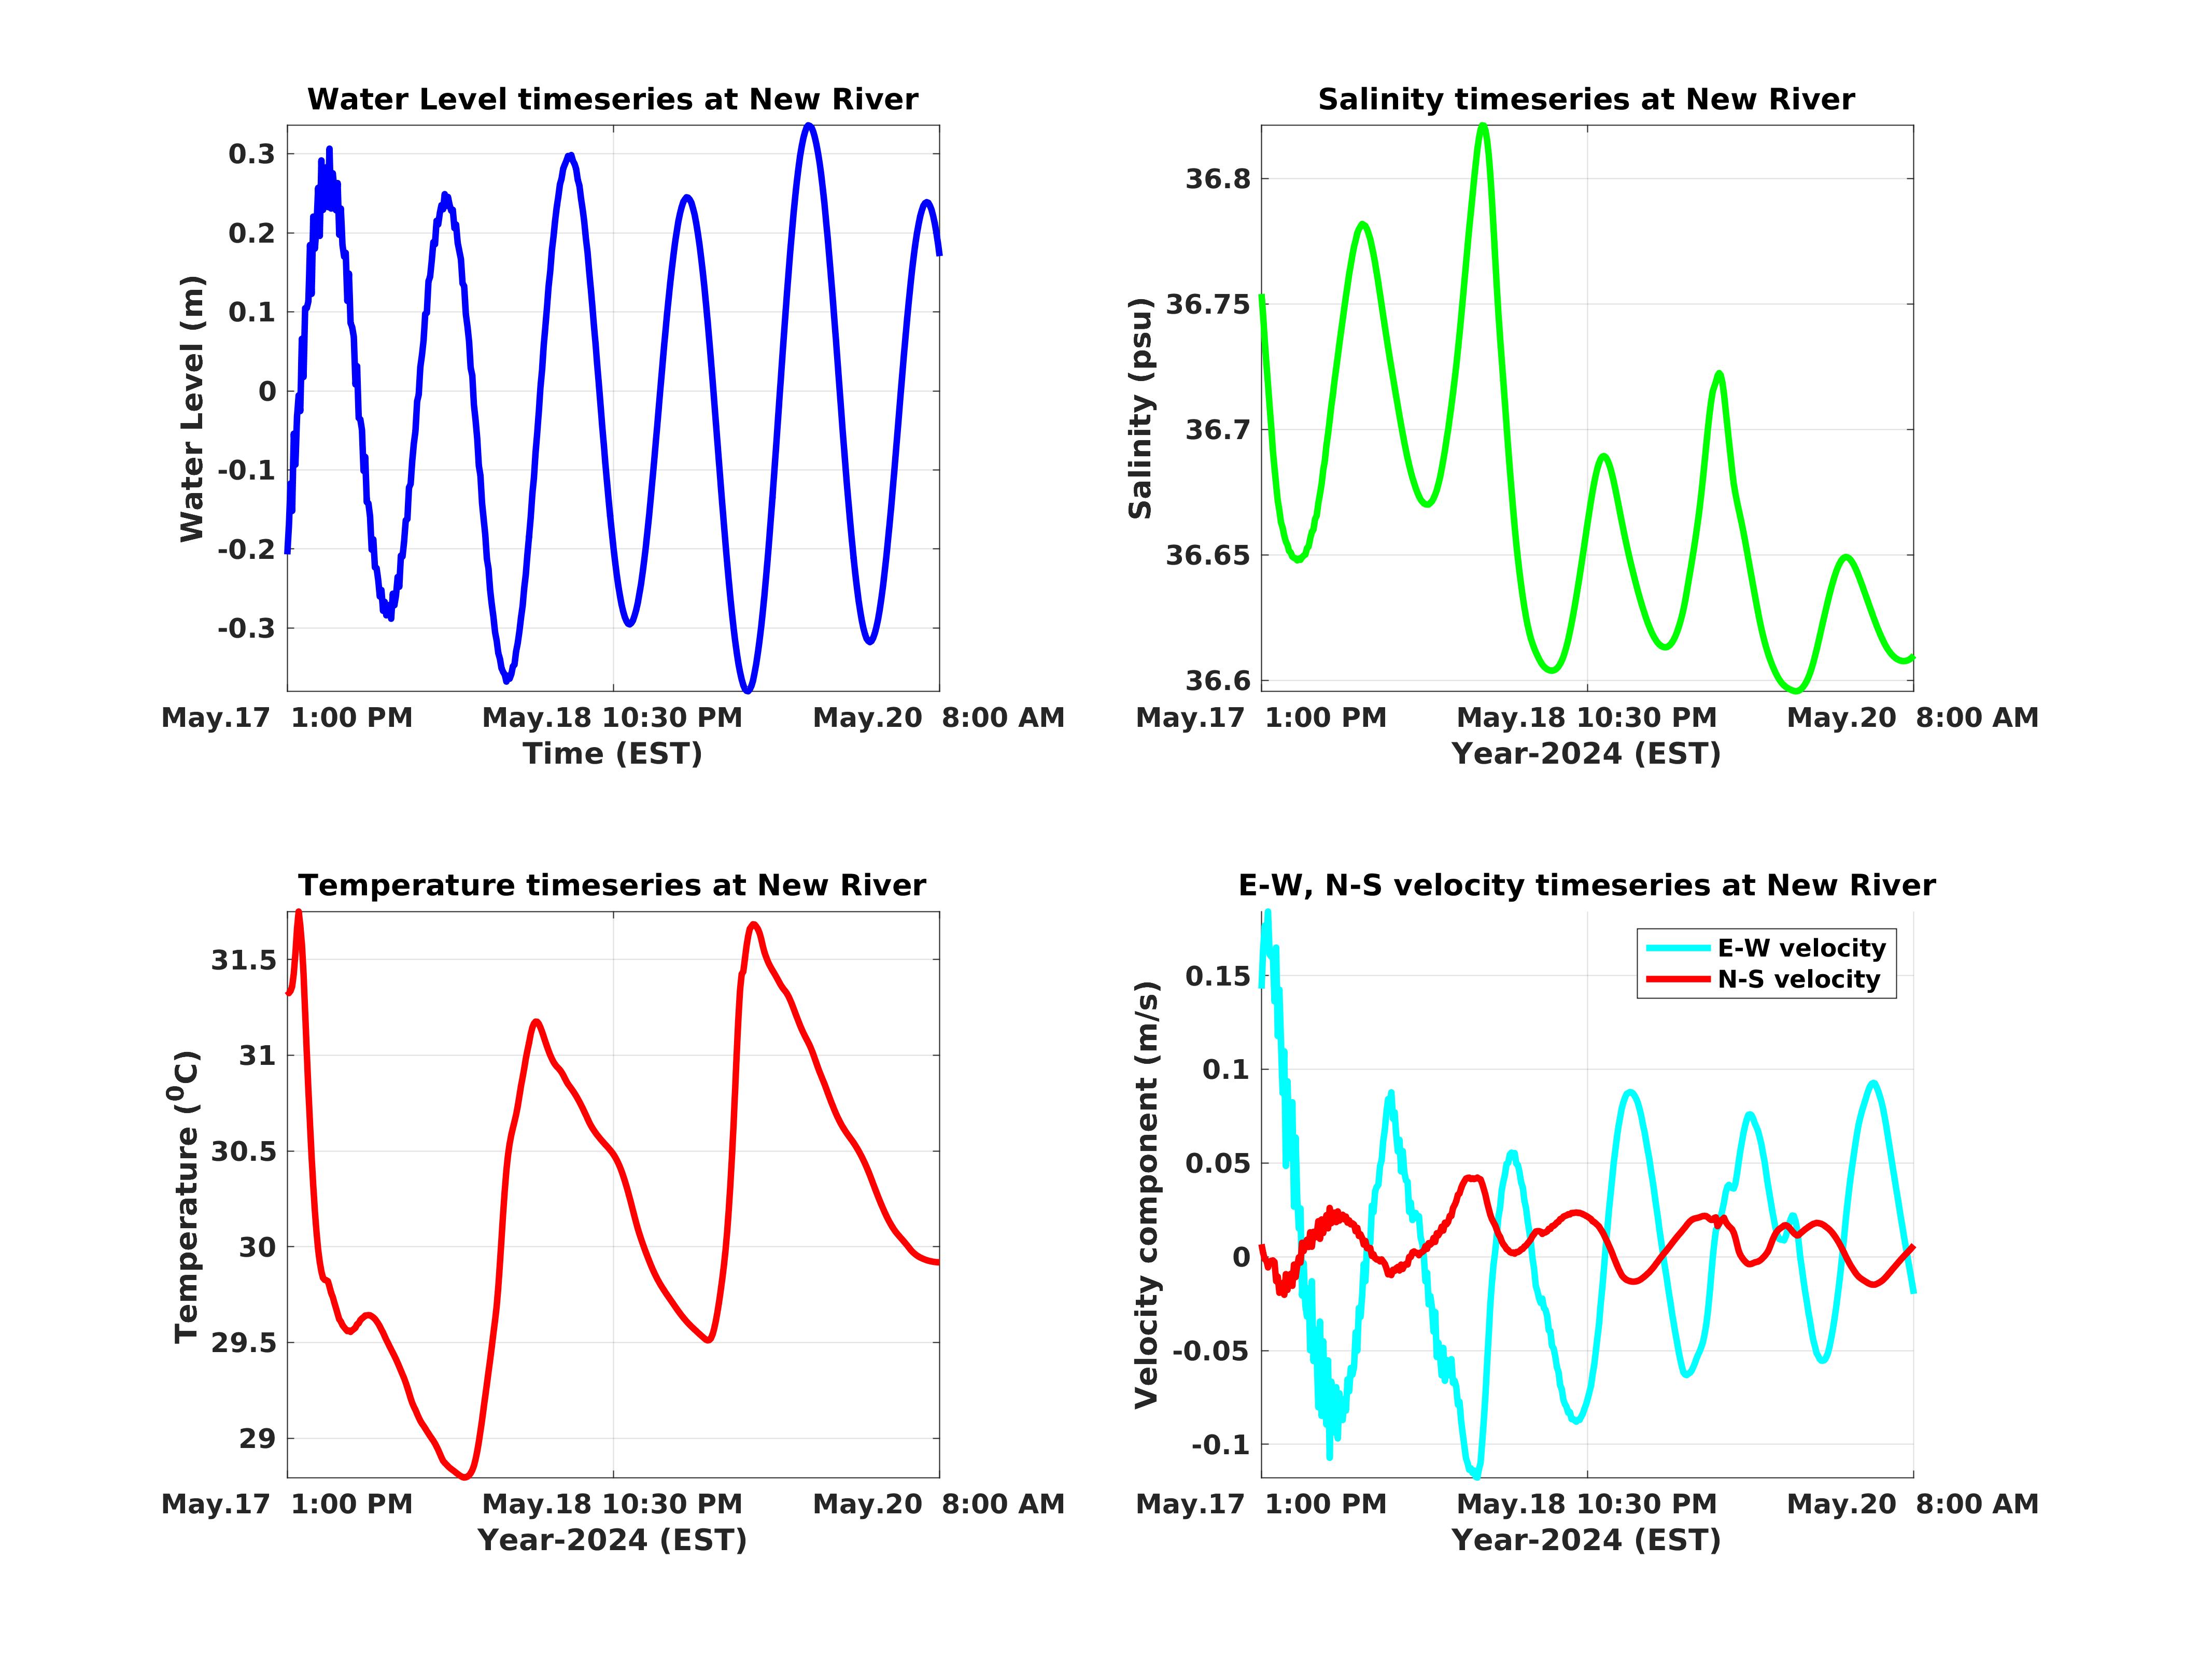 Water Level timeseries at New River
Water Level (m)
0.3
0.2
0.1
0
-0.1
-0.2
-0.3
May.17 1:00 PM May.18 10:30 PM May.20 8:00 AM
Time (EST)
Salinity timeseries at New River
Salinity (psu)
36.8
36.75
36.7
36.65
36.6
May.17 1:00 PM May.18 10:30 PM May.20 8:00 AM
Year-2024 (EST)
Temperature timeseries at New River
Temperature (⁰C)
31.5
31
30.5
30
29.5
29
May.17 1:00 PM May.18 10:30 PM May.20 8:00 AM
Year-2024 (EST)
E-W, N-S velocity timeseries at New River
Velocity component (m/s)
0.15
0.1
0.05
0
-0.05
-0.1
E-W velocity
N-S velocity
May.17 1:00 PM May.18 10:30 PM May.20 8:00 AM
Year-2024 (EST)